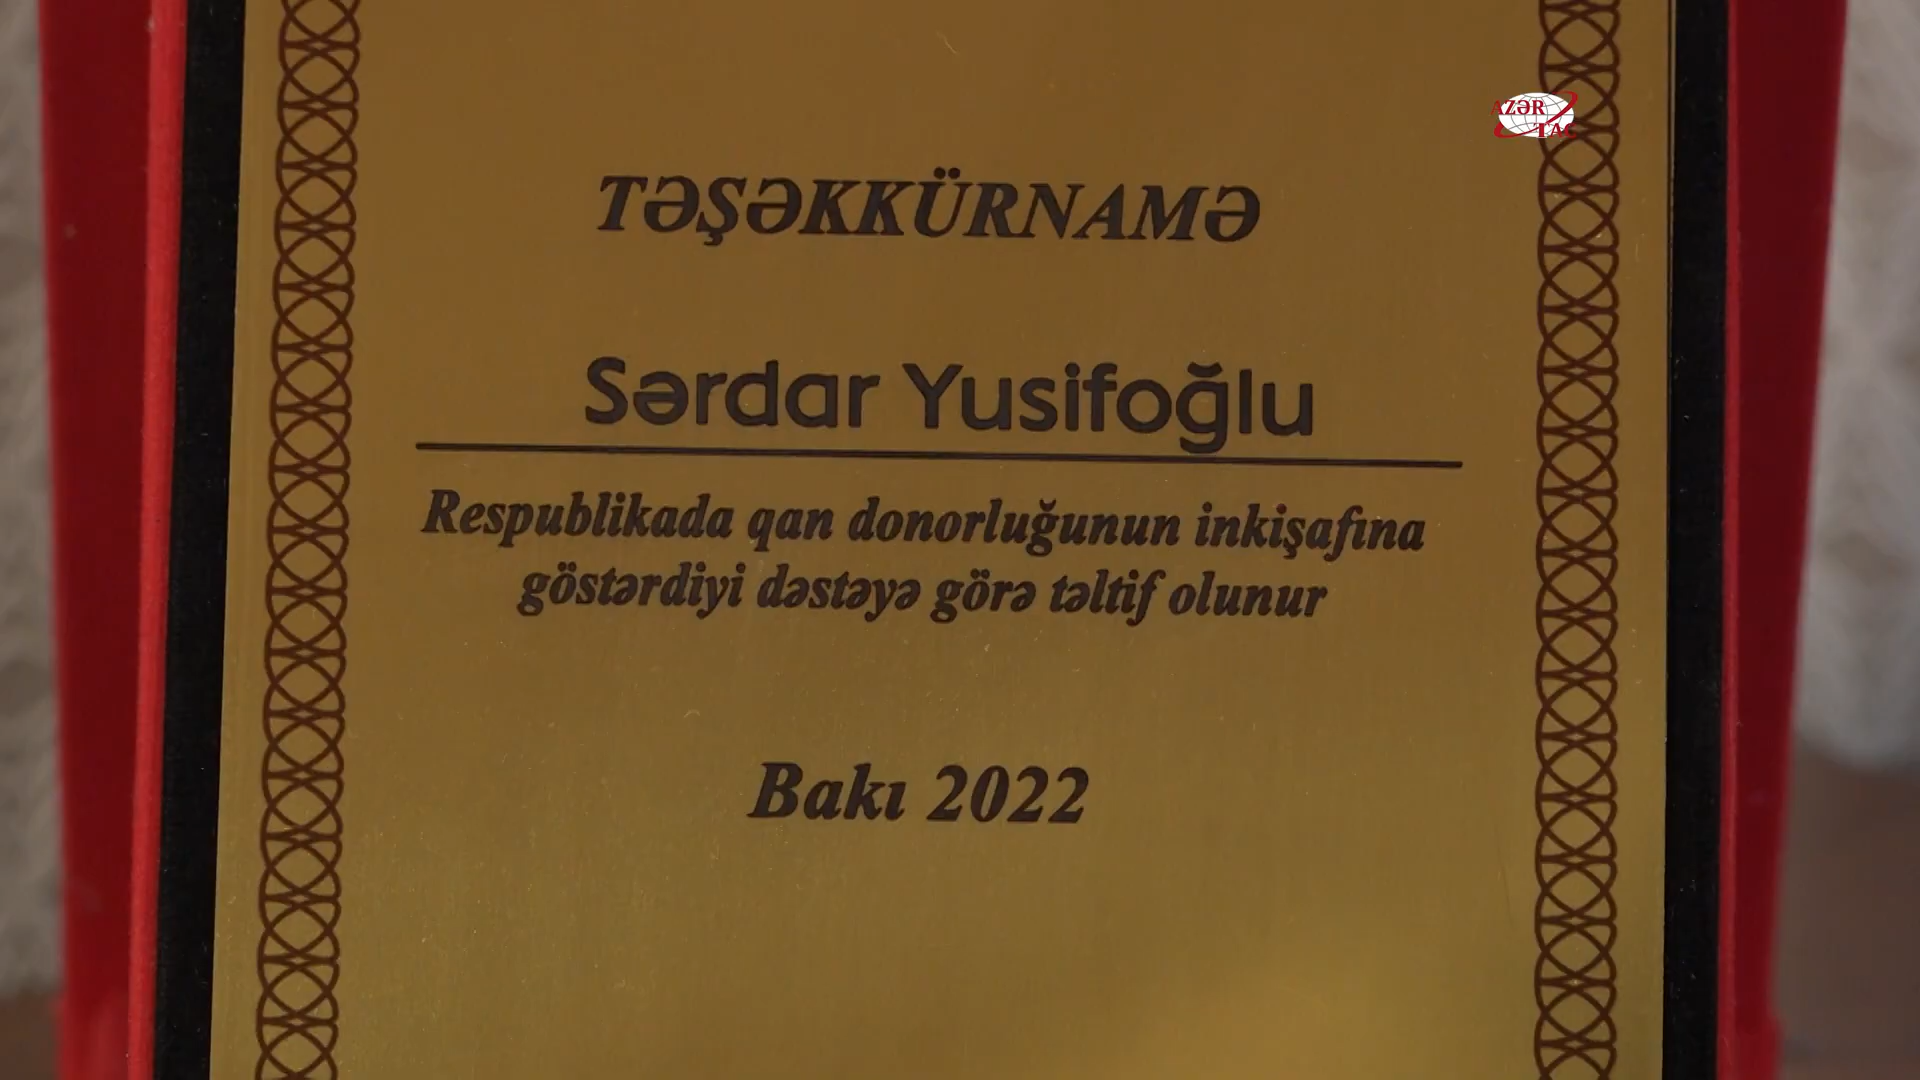 AZƏR
TAC
TƏŞƏKKÜRNAMƏ
Sərdar Yusifoğlu
Respublikada qan donorluğunun inkişafına
göstərdiyi dəstəyə görə təltif olunur
Bakı 2022